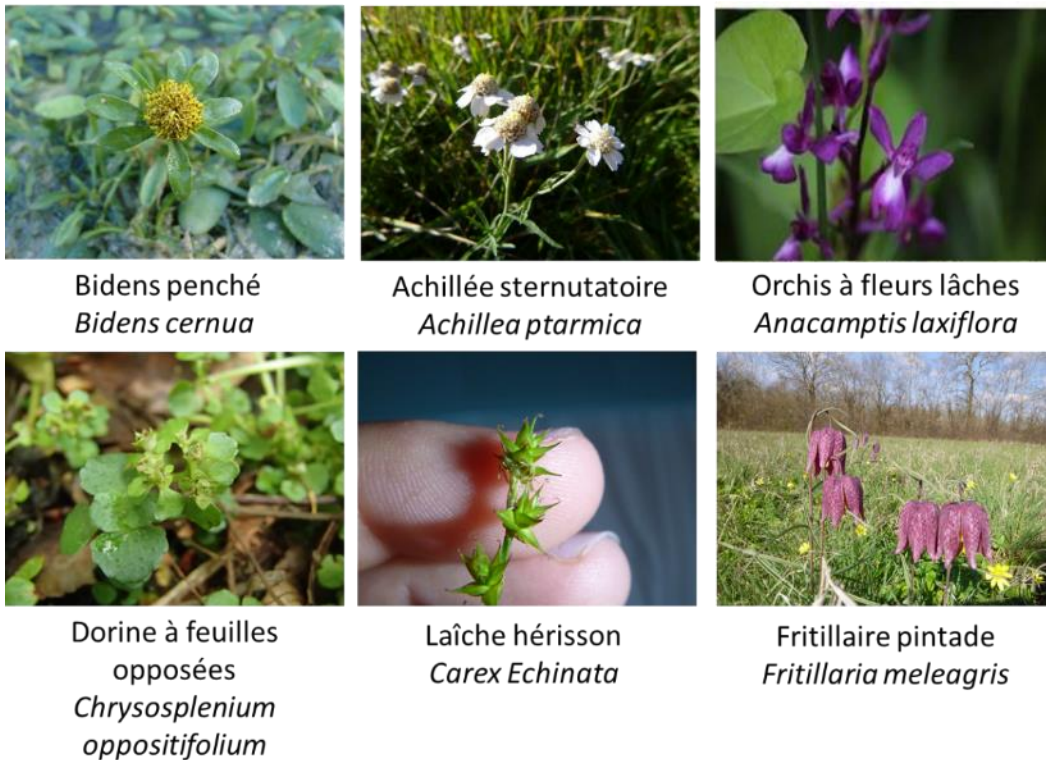 Bidens penché
Bidens cernua
Achillée sternutatoire
Achillea ptarmica
Orchis à fleurs lâches
Anacamptis laxiflora
Dorine à feuilles
opposées
Chrysosplenium
oppositifolium
Laîche hérisson
Carex Echinata
Fritillaire pintade
Fritillaria meleagris